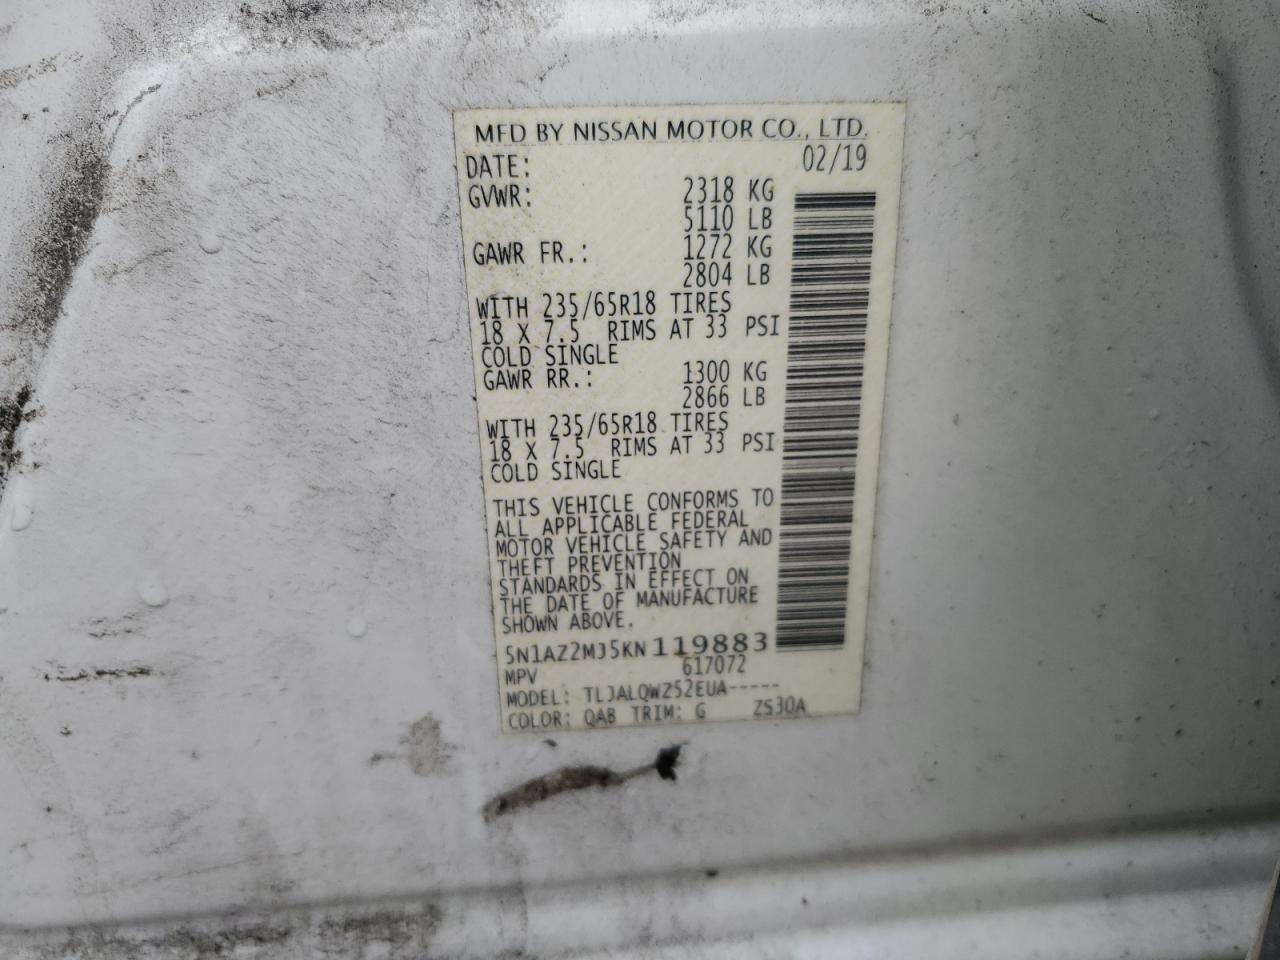 MFD BY NISSAN MOTOR CO., LTD.
DATE: 02/19
GVWR: 2318 KG
5110 LB
GAWR FR.: 1272 KG
2804 LB
WITH 235/65R18 TIRES
18 X 7.5 RIMS AT 33 PSI
COLD SINGLE
GAWR RR.: 1300 KG
2866 LB
WITH 235/65R18 TIRES
18 X 7.5 RIMS AT 33 PSI
COLD SINGLE
THIS VEHICLE CONFORMS TO
ALL APPLICABLE FEDERAL
MOTOR VEHICLE SAFETY AND
THEFT PREVENTION
STANDARDS IN EFFECT ON
THE DATE OF MANUFACTURE
SHOWN ABOVE.
5N1AZ2MJ5KN119883
MPV 617072
MODEL: TLJALQWZ52EUA-----
COLOR: QAB TRIM: G ZS30A